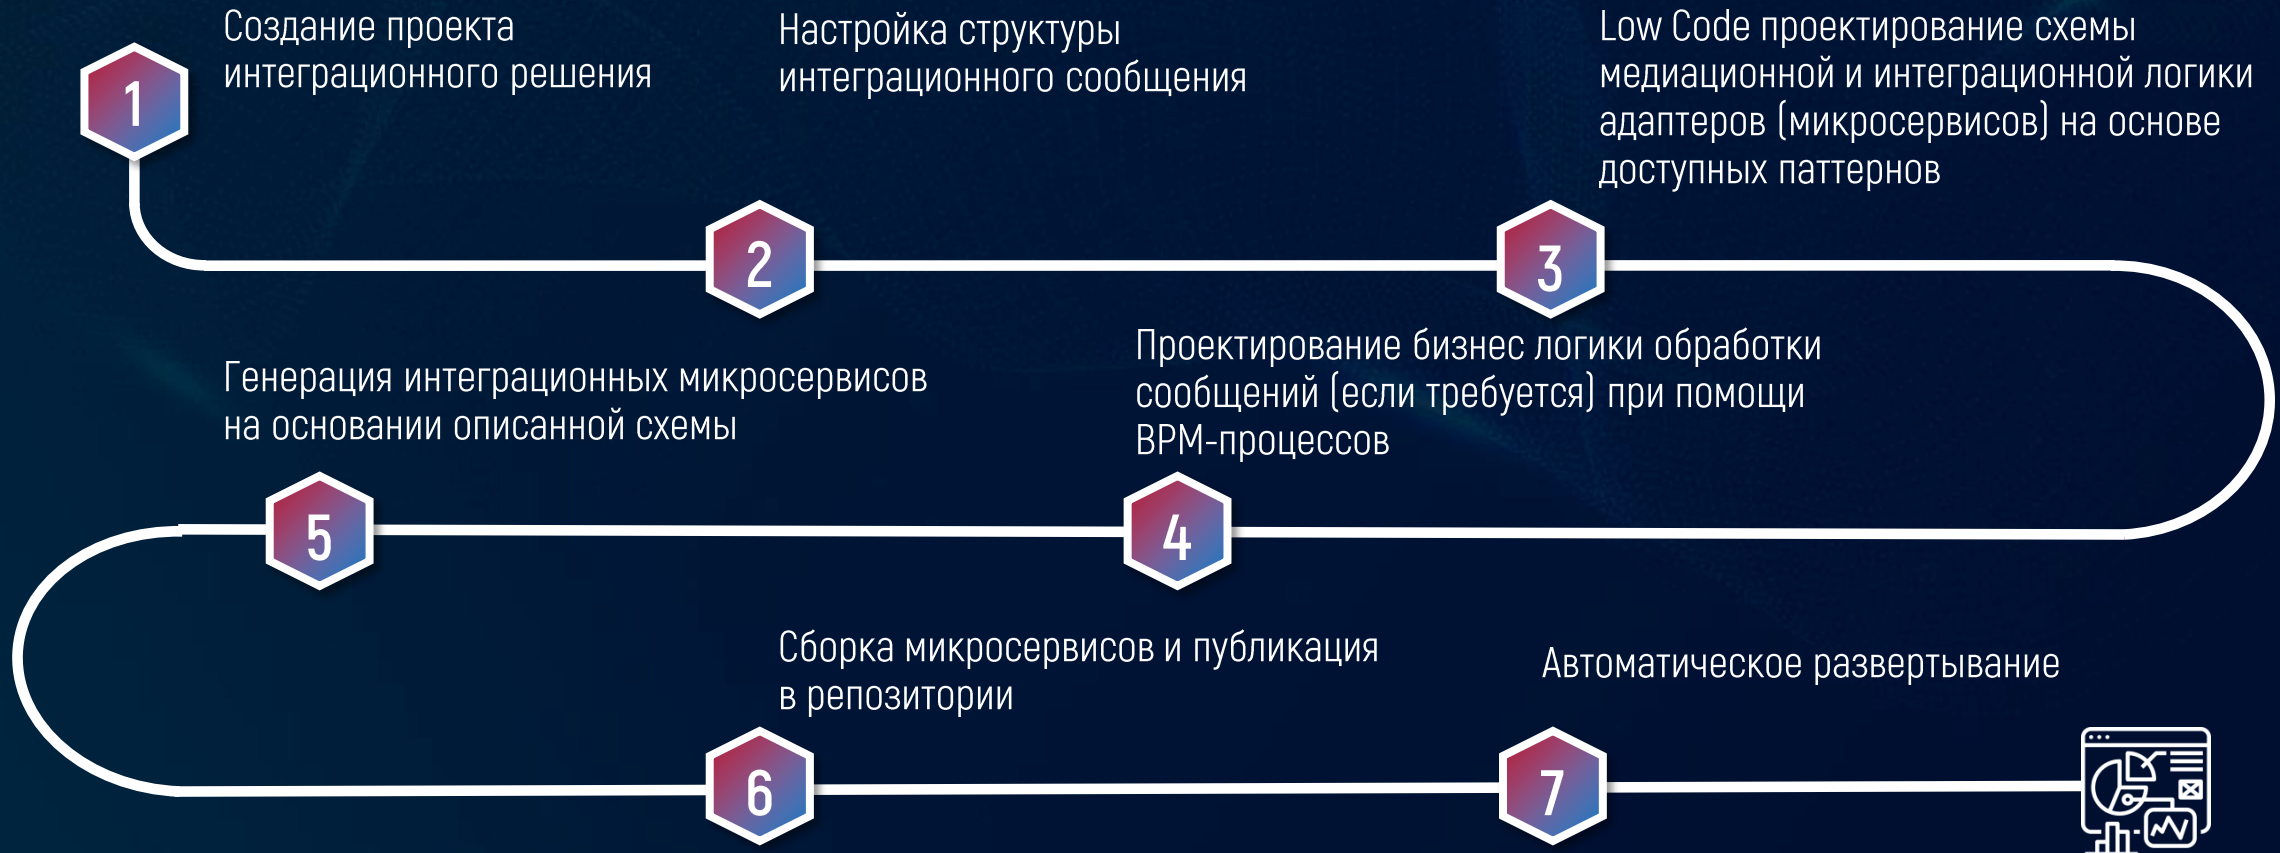 1
Создание проекта
интеграционного решения
2
Настройка структуры
интеграционного сообщения
3
Low Code проектирование схемы
медиационной и интеграционной логики
адаптеров (микросервисов) на основе
доступных паттернов
4
Проектирование бизнес логики обработки
сообщений (если требуется) при помощи
BPM-процессов
5
Генерация интеграционных микросервисов
на основании описанной схемы
6
Сборка микросервисов и публикация
в репозитории
7
Автоматическое развертывание